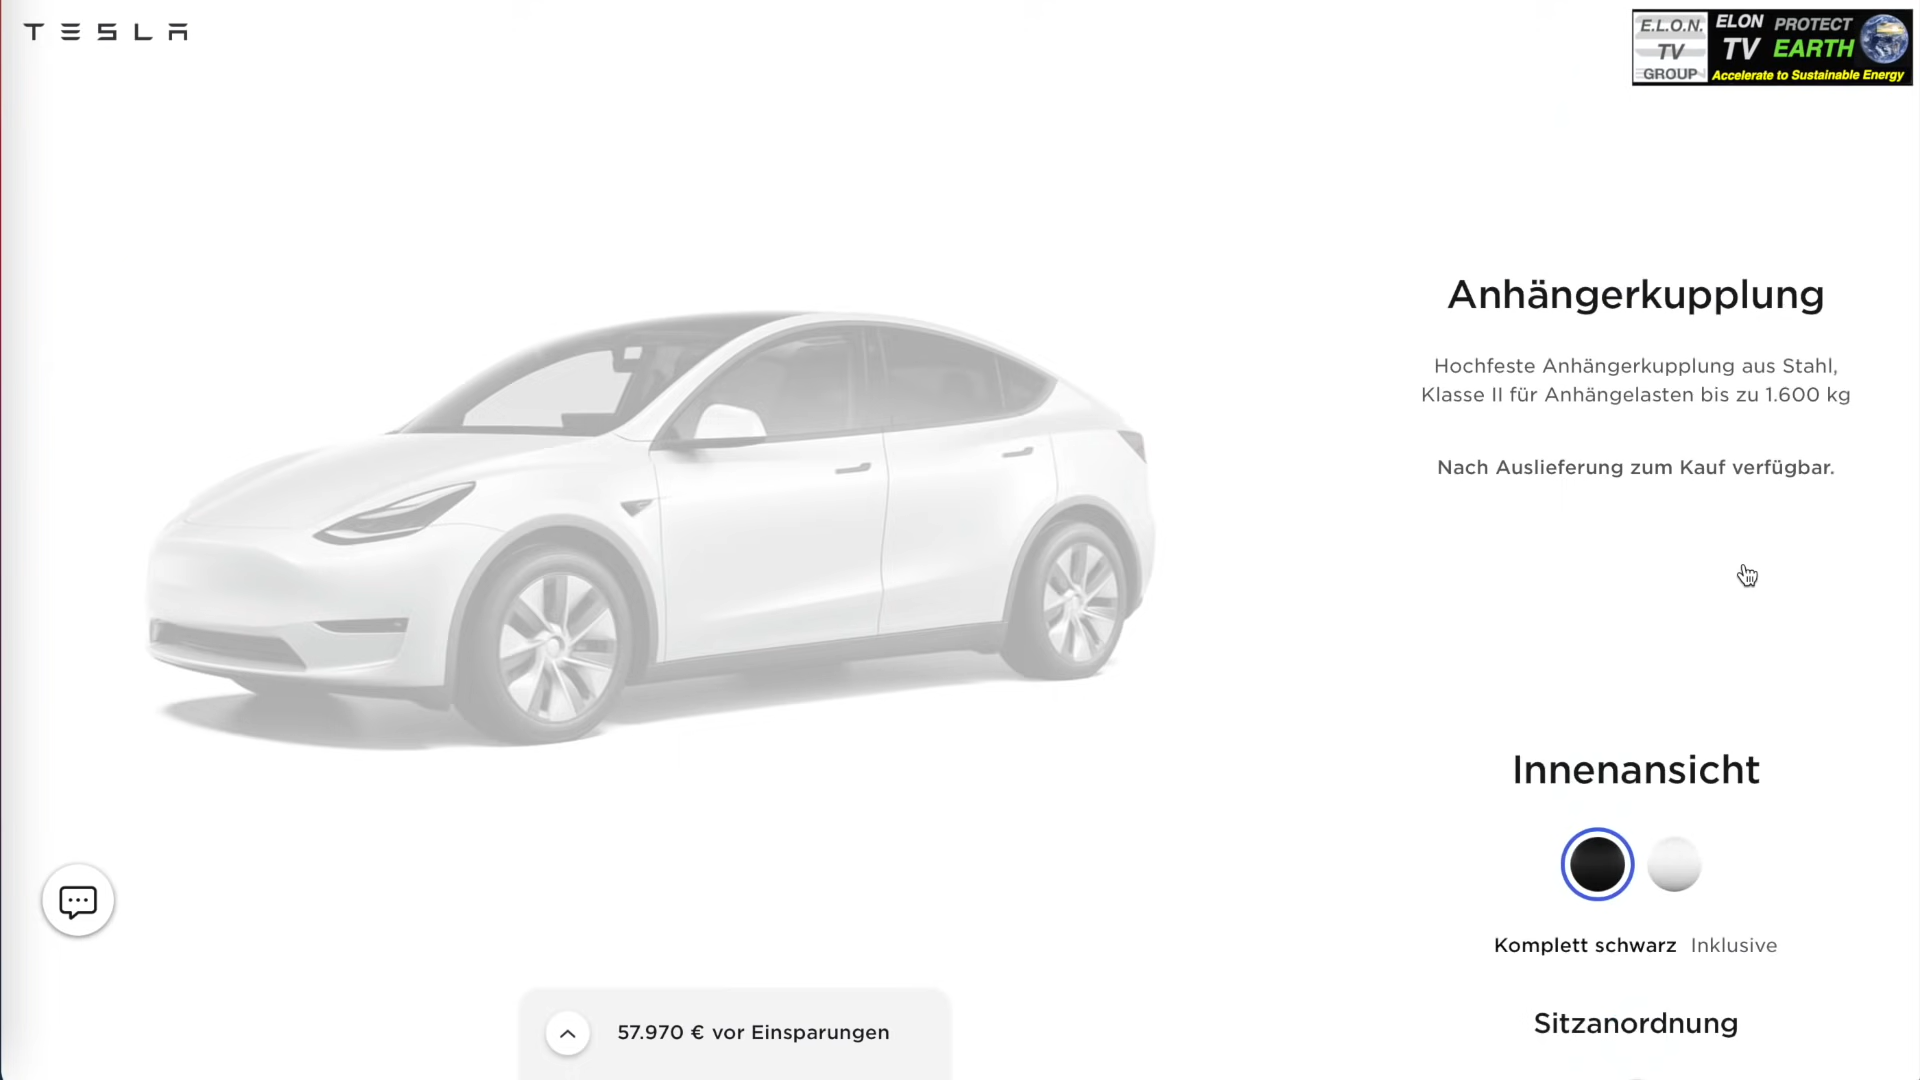 TESLA
E.L.O.N.
TV
GROUP
ELON PROTECT
TV EARTH
Accelerate to Sustainable Energy
Anhängerkupplung
Hochfeste Anhängerkupplung aus Stahl,
Klasse II für Anhängelasten bis zu 1.600 kg
Nach Auslieferung zum Kauf verfügbar.
Innenansicht
Komplett schwarz Inklusive
Sitzanordnung
57.970 € vor Einsparungen